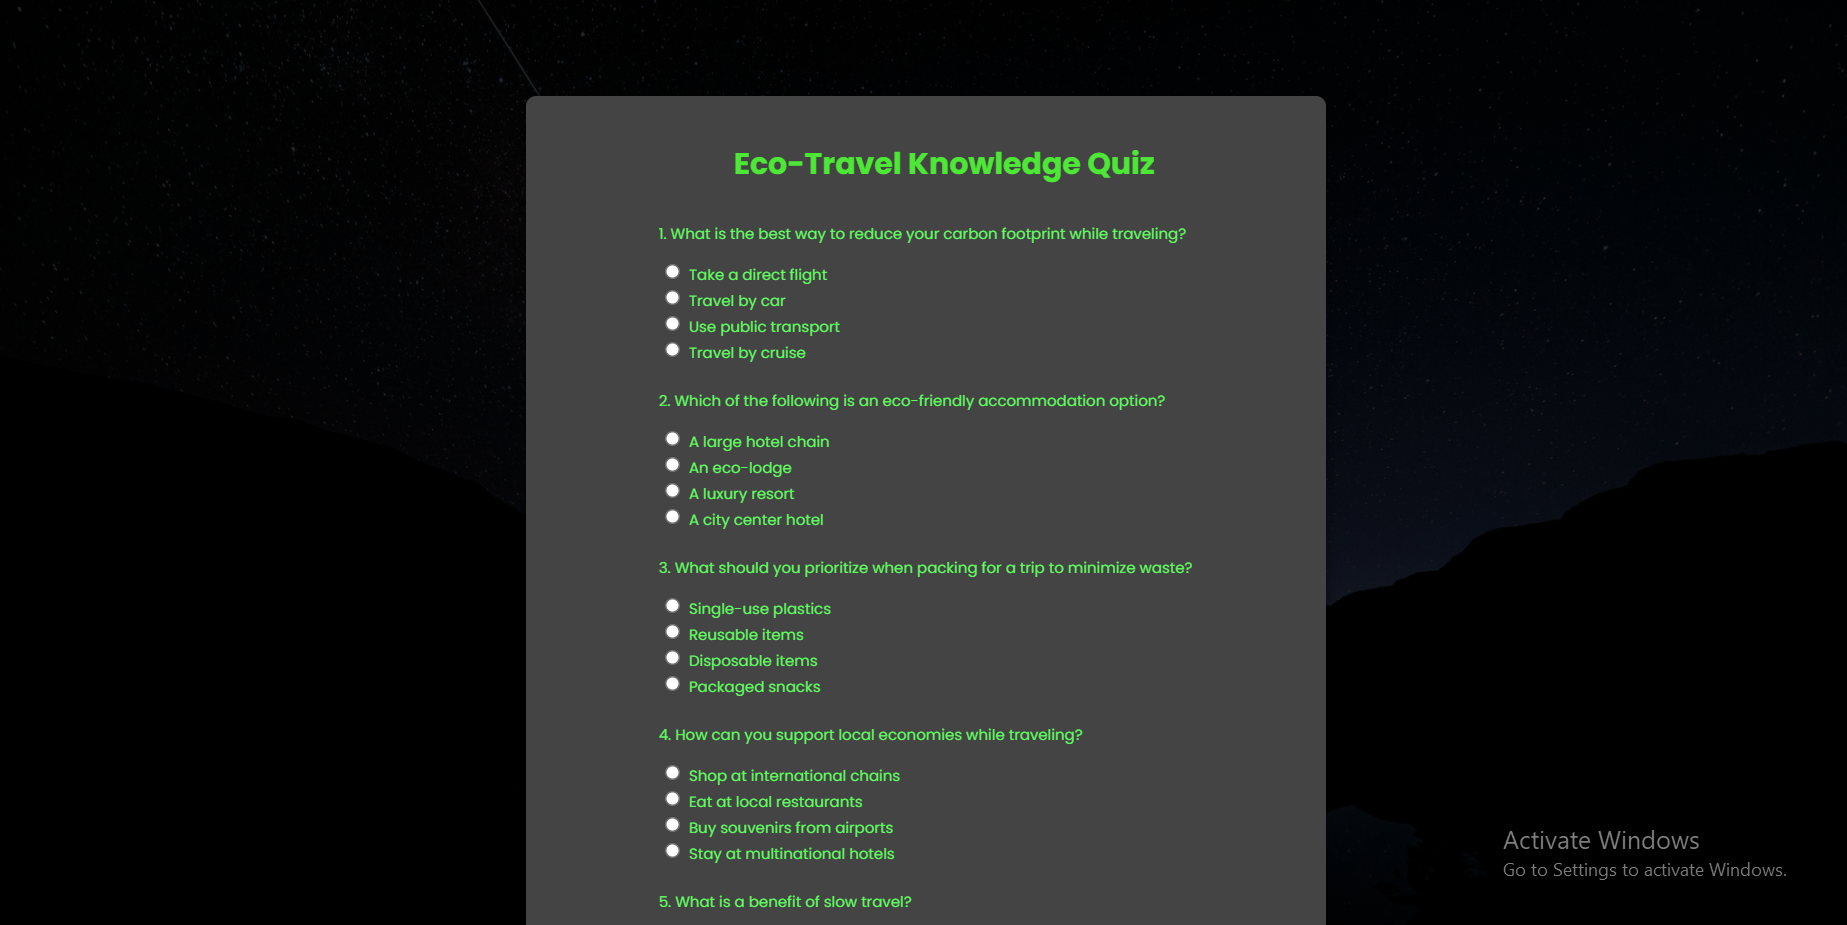 Eco-Travel Knowledge Quiz
1. What is the best way to reduce your carbon footprint while traveling?
Take a direct flight
Travel by car
Use public transport
Travel by cruise
2. Which of the following is an eco-friendly accommodation option?
A large hotel chain
An eco-lodge
A luxury resort
A city center hotel
3. What should you prioritize when packing for a trip to minimize waste?
Single-use plastics
Reusable items
Disposable items
Packaged snacks
4. How can you support local economies while traveling?
Shop at international chains
Eat at local restaurants
Buy souvenirs from airports
Stay at multinational hotels
5. What is a benefit of slow travel?
Activate Windows
Go to Settings to activate Windows.